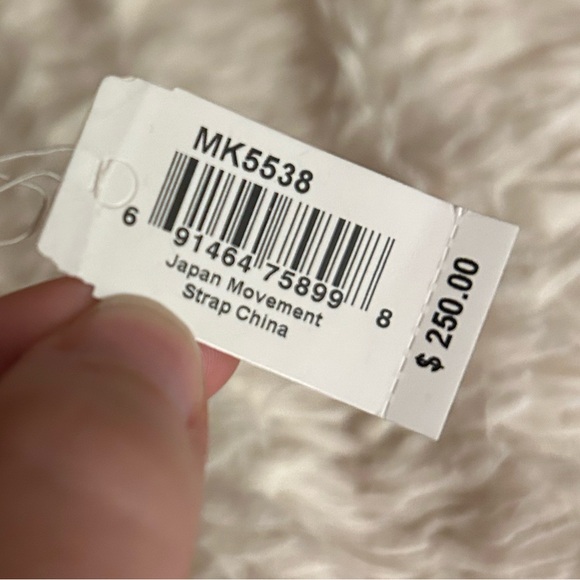 MK5538
6 91464 75899 8
Japan Movement
Strap China
$ 250.00